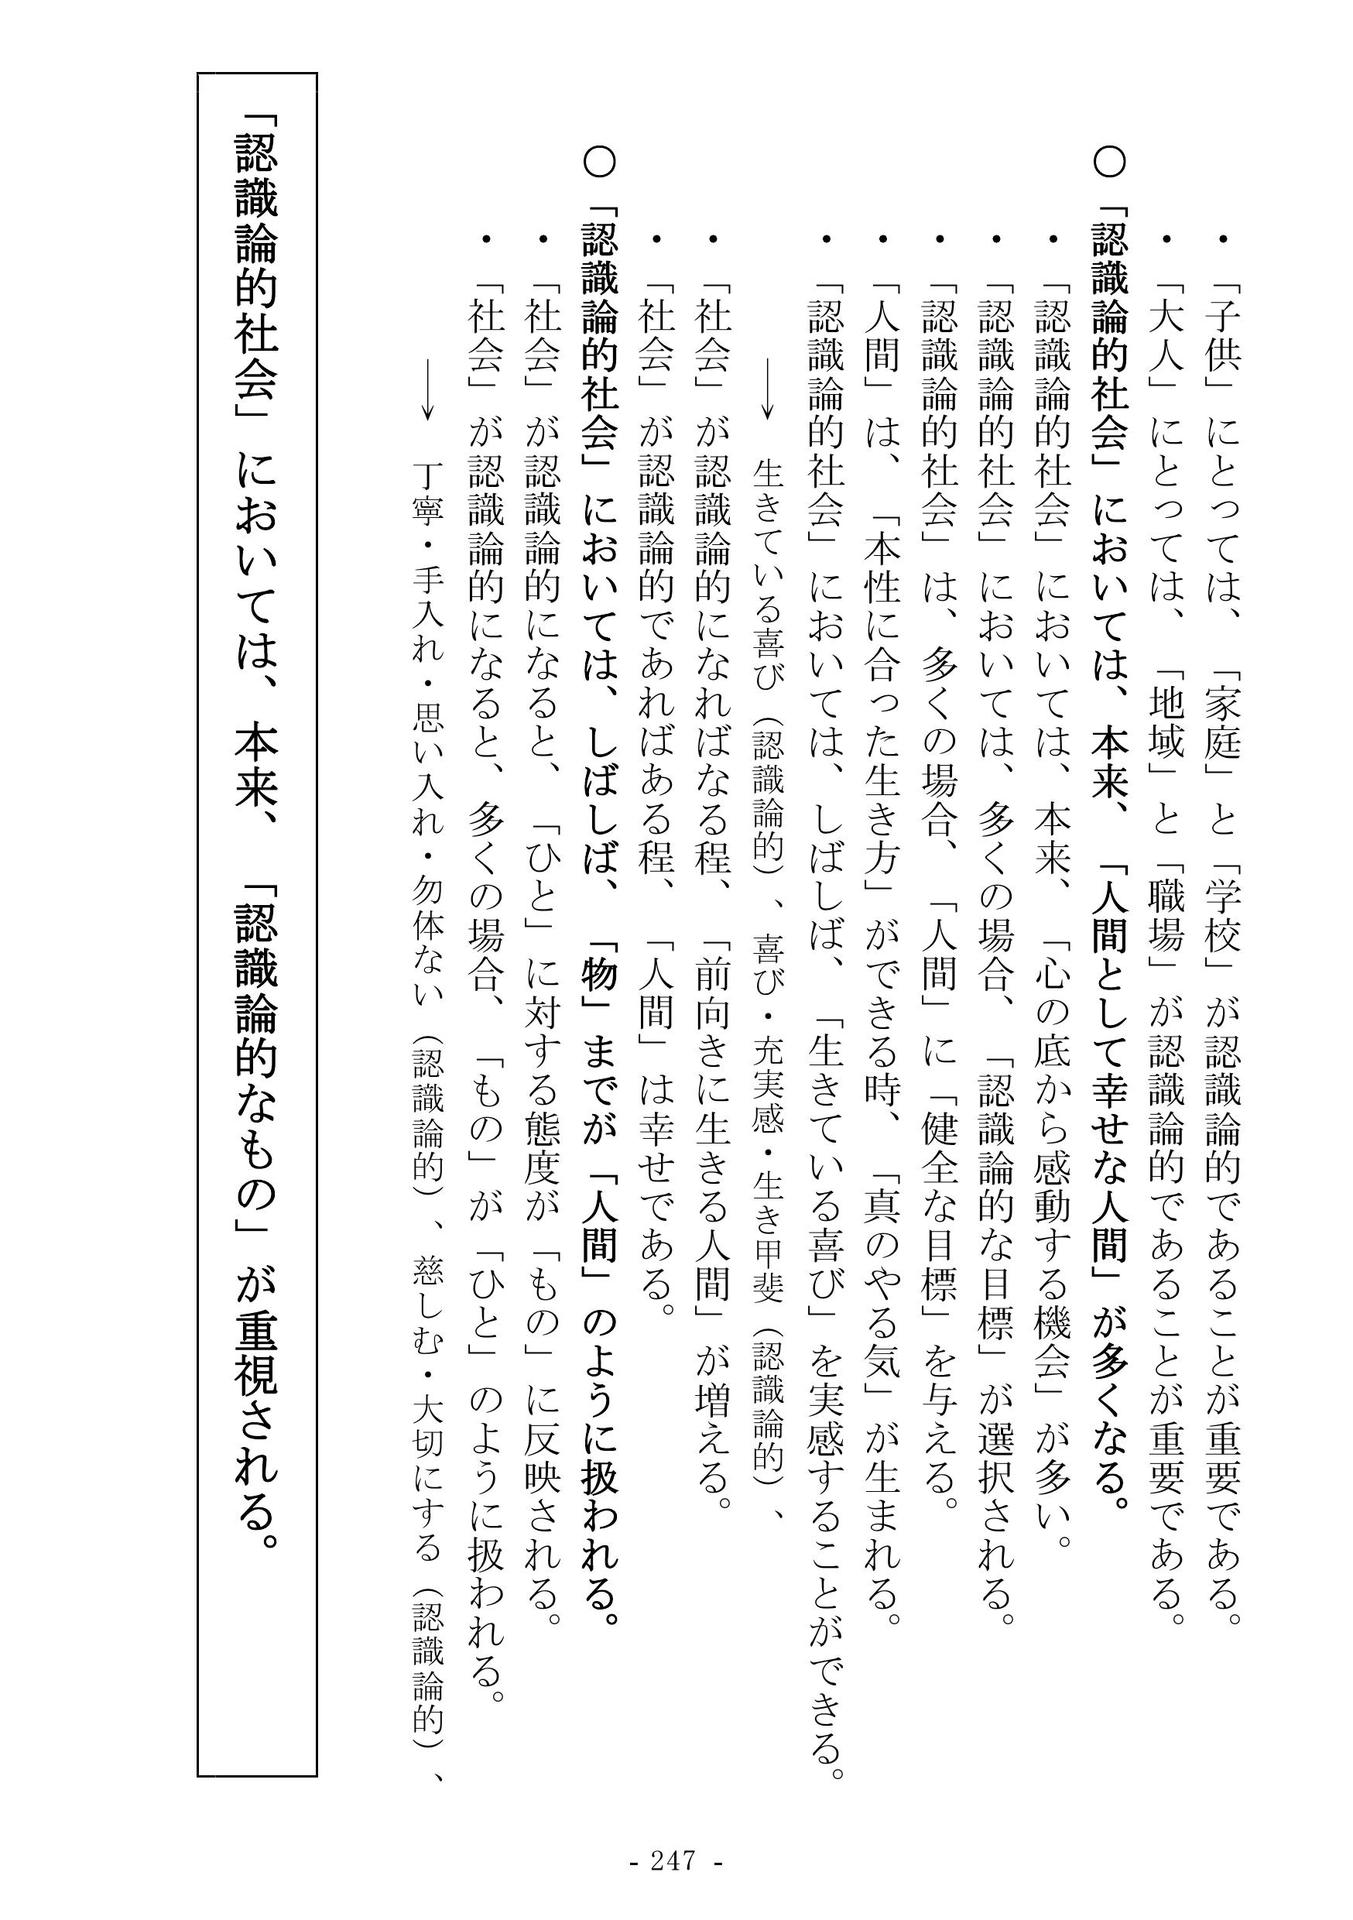 ・「子供」にとっては、「家庭」と「学校」が認識論的であることが重要である。
・「大人」にとっては、「地域」と「職場」が認識論的であることが重要である。
○「認識論的社会」においては、本来、「人間として幸せな人間」が多くなる。
・「認識論的社会」においては、本来、「心の底から感動する機会」が多い。
・「認識論的社会」においては、多くの場合、「認識論的な目標」が選択される。
・「認識論的社会」は、多くの場合、「人間」に「健全な目標」を与える。
・「人間」は、「本性に合った生き方」ができる時、「真のやる気」が生まれる。
・「認識論的社会」においては、しばしば、「生きている喜び」を実感することができる。
→ 生きている喜び（認識論的）、喜び・充実感・生き甲斐（認識論的）、
・「社会」が認識論的になればなる程、「前向きに生きる人間」が増える。
・「社会」が認識論的であればある程、「人間」は幸せである。
○「認識論的社会」においては、しばしば、「物」までが「人間」のように扱われる。
・「社会」が認識論的になると、「ひと」に対する態度が「もの」に反映される。
・「社会」が認識論的になると、多くの場合、「もの」が「ひと」のように扱われる。
→ 丁寧・手入れ・思い入れ・勿体ない（認識論的）、慈しむ・大切にする（認識論的）、
「認識論的社会」においては、本来、「認識論的なもの」が重視される。
- 247 -